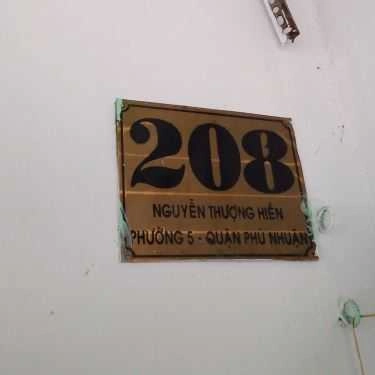 208
NGUYỄN THƯỢNG HIỀN
PHƯỜNG 5 - QUẬN PHÚ NHUẬN